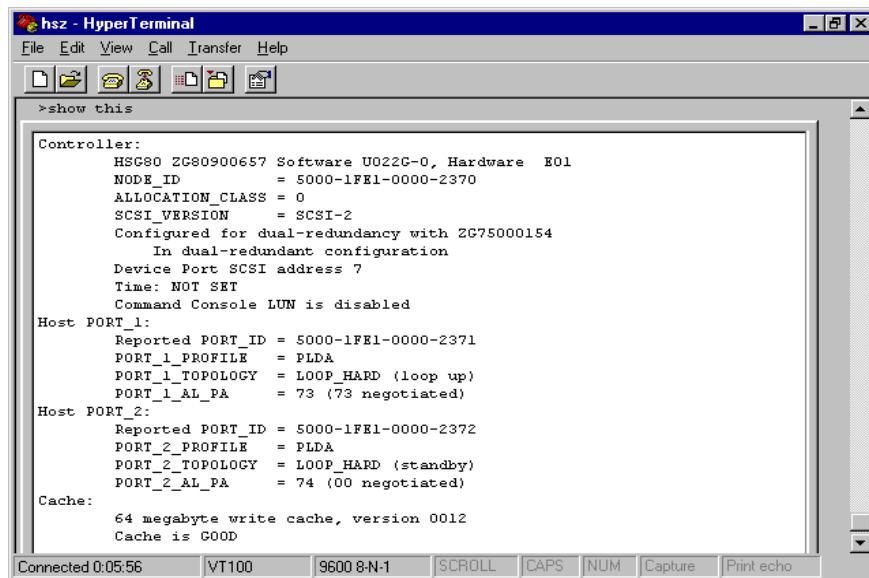 hsz - HyperTerminal
File Edit View Call Transfer Help
>show this
Controller:
HSG80 ZG80900657 Software U022G-0, Hardware E01
NODE_ID = 5000-1FE1-0000-2370
ALLOCATION_CLASS = 0
SCSI_VERSION = SCSI-2
Configured for dual-redundancy with ZG75000154
In dual-redundant configuration
Device Port SCSI address 7
Time: NOT SET
Command Console LUN is disabled
Host PORT_1:
Reported PORT_ID = 5000-1FE1-0000-2371
PORT_1_PROFILE = PLDA
PORT_1_TOPOLOGY = LOOP_HARD (loop up)
PORT_1_AL_PA = 73 (73 negotiated)
Host PORT_2:
Reported PORT_ID = 5000-1FE1-0000-2372
PORT_2_PROFILE = PLDA
PORT_2_TOPOLOGY = LOOP_HARD (standby)
PORT_2_AL_PA = 74 (00 negotiated)
Cache:
64 megabyte write cache, version 0012
Cache is GOOD
Connected 0:05:56 VT100 9600 8-N-1 SCROLL CAPS NUM Capture Print echo